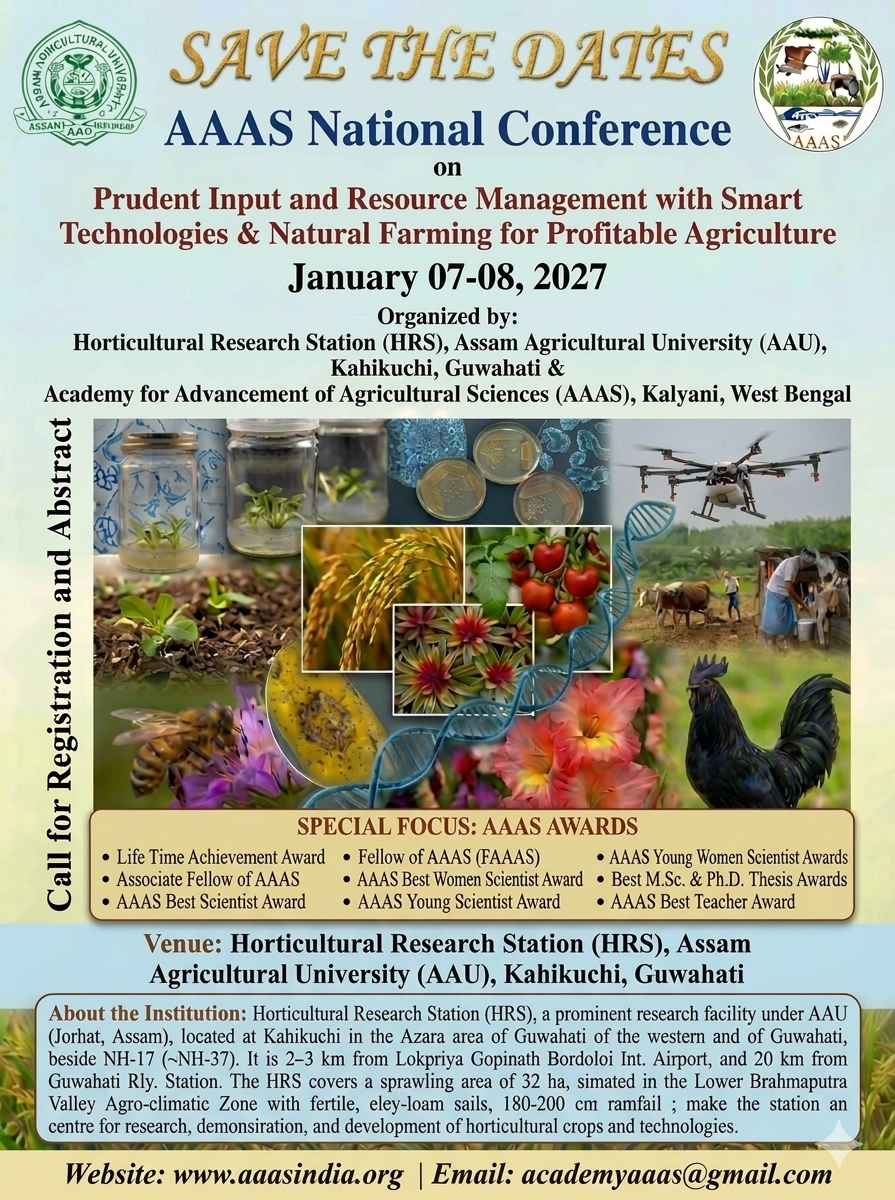 SAVE THE DATES
AAAS National Conference
on
Prudent Input and Resource Management with Smart
Technologies & Natural Farming for Profitable Agriculture
January 07-08, 2027
Organized by:
Horticultural Research Station (HRS), Assam Agricultural University (AAU),
Kahikuchi, Guwahati &
Academy for Advancement of Agricultural Sciences (AAAS), Kalyani, West Bengal
AAAS
Call for Registration and Abstract
SPECIAL FOCUS: AAAS AWARDS
• Life Time Achievement Award • Fellow of AAAS (FAAAS) • AAAS Young Women Scientist Awards
• Associate Fellow of AAAS • AAAS Best Women Scientist Award • Best M.Sc. & Ph.D. Thesis Awards
• AAAS Best Scientist Award • AAAS Young Scientist Award • AAAS Best Teacher Award
Venue: Horticultural Research Station (HRS), Assam
Agricultural University (AAU), Kahikuchi, Guwahati
About the Institution: Horticultural Research Station (HRS), a prominent research facility under AAU
(Jorhat, Assam), located at Kahikuchi in the Azara area of Guwahati of the western and of Guwahati,
beside NH-17 (~NH-37). It is 2–3 km from Lokpriya Gopinath Bordoloi Int. Airport, and 20 km from
Guwahati Rly. Station. The HRS covers a sprawling area of 32 ha, simated in the Lower Brahmaputra
Valley Agro-climatic Zone with fertile, eley-loam sails, 180-200 cm ramfail ; make the station an
centre for research, demonsiration, and development of horticultural crops and technologies.
Website: www.aaasindia.org | Email: academyaaas@gmail.com